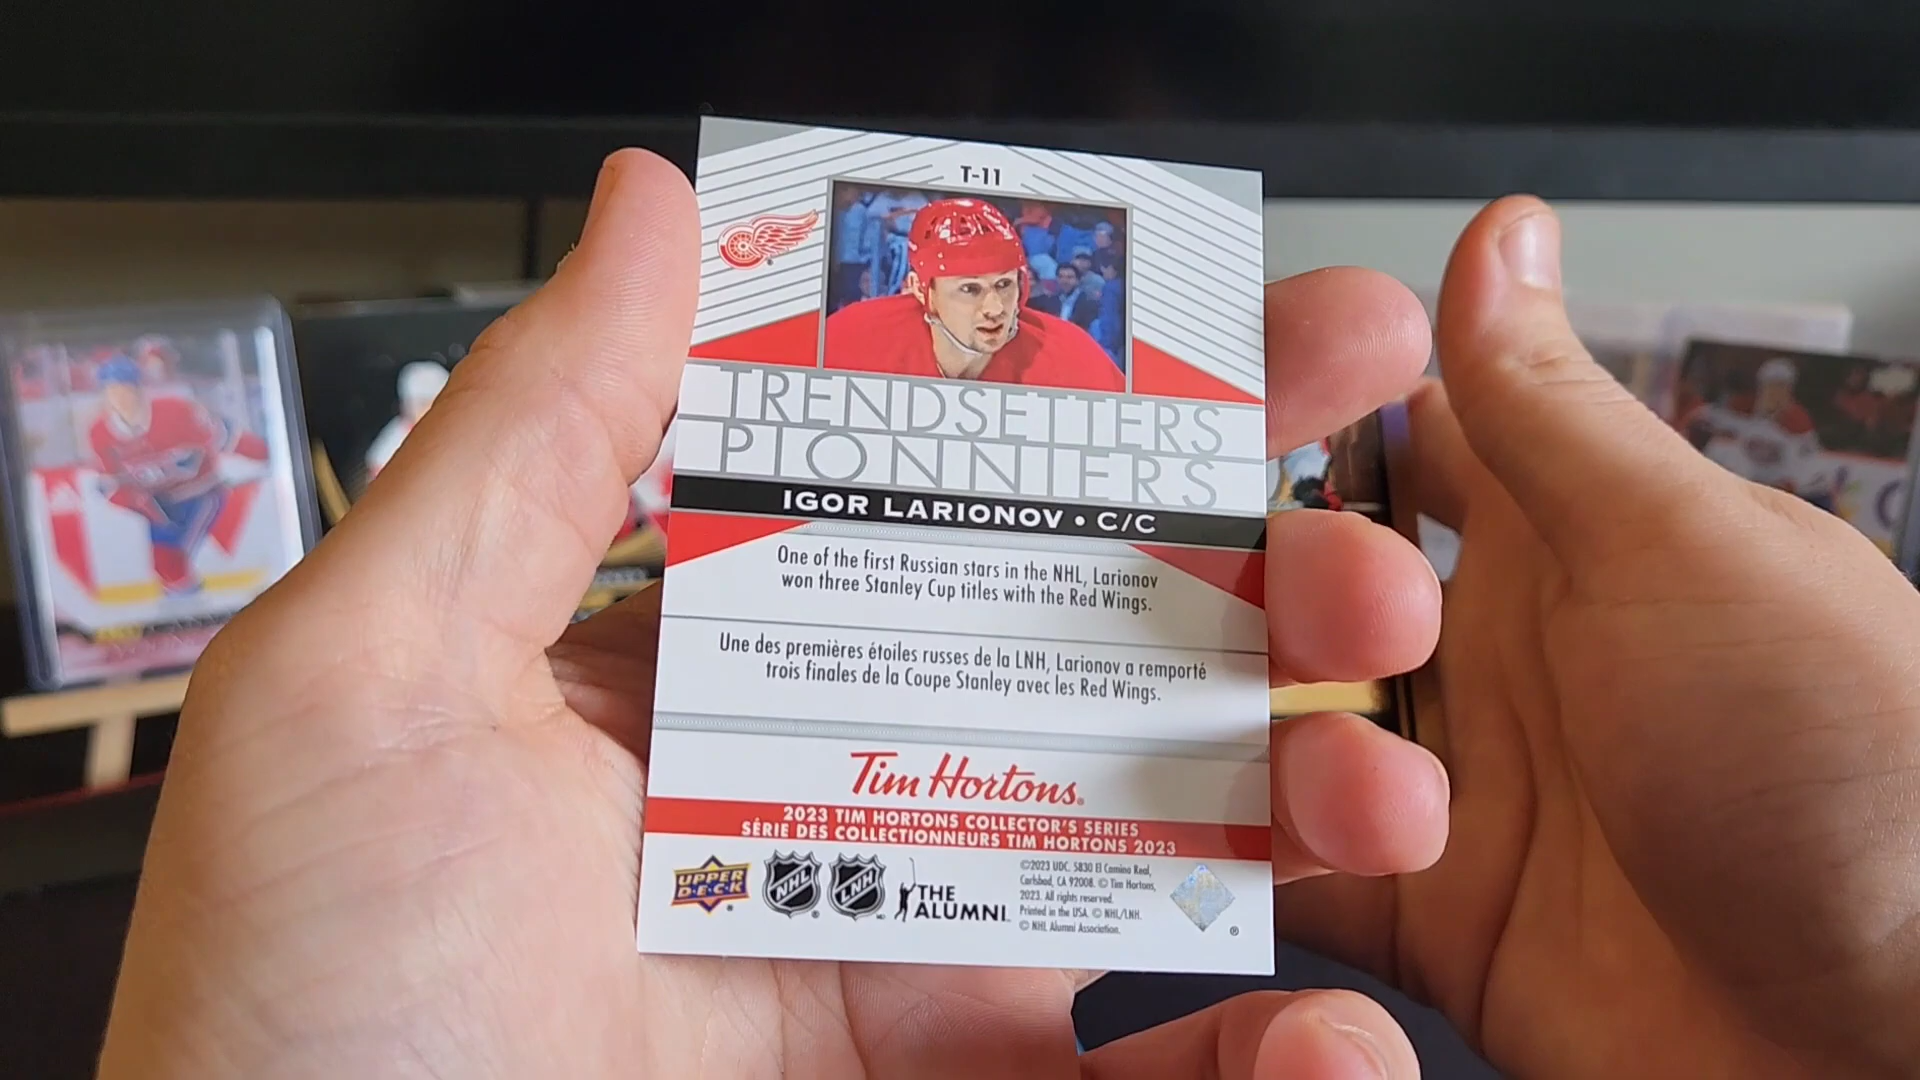 T-11
TRENDSETTERS
PIONNIERS
IGOR LARIONOV • C/C
One of the first Russian stars in the NHL, Larionov
won three Stanley Cup titles with the Red Wings.
Une des premières étoiles russes de la LNH, Larionov a remporté
trois finales de la Coupe Stanley avec les Red Wings.
Tim Hortons®
2023 TIM HORTONS COLLECTOR'S SERIES
SÉRIE DES COLLECTIONNEURS TIM HORTONS 2023
UPPER
DECK®
NHL®
LNH
THE
ALUMNI
©2023 UDC. 5830 El Camino Real,
Carlsbad, CA 92008. © Tim Hortons,
2023. All rights reserved.
Printed in the USA. © NHL/LNH.
© NHL Alumni Association.
®